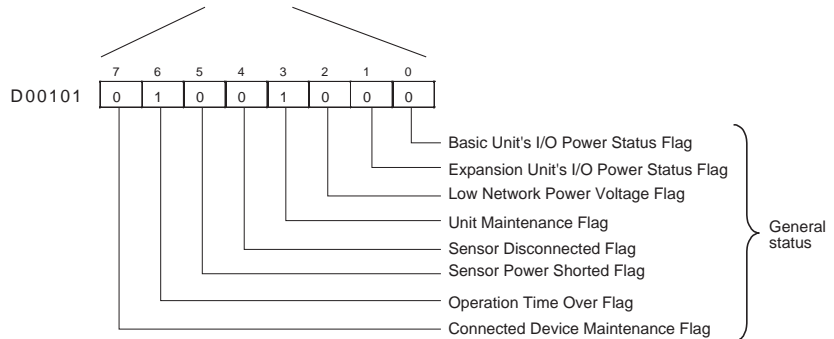 7 6 5 4 3 2 1 0
D00101 0 1 0 0 1 0 0 0
Basic Unit's I/O Power Status Flag
Expansion Unit's I/O Power Status Flag
Low Network Power Voltage Flag
Unit Maintenance Flag
Sensor Disconnected Flag
Sensor Power Shorted Flag
Operation Time Over Flag
Connected Device Maintenance Flag
General
status